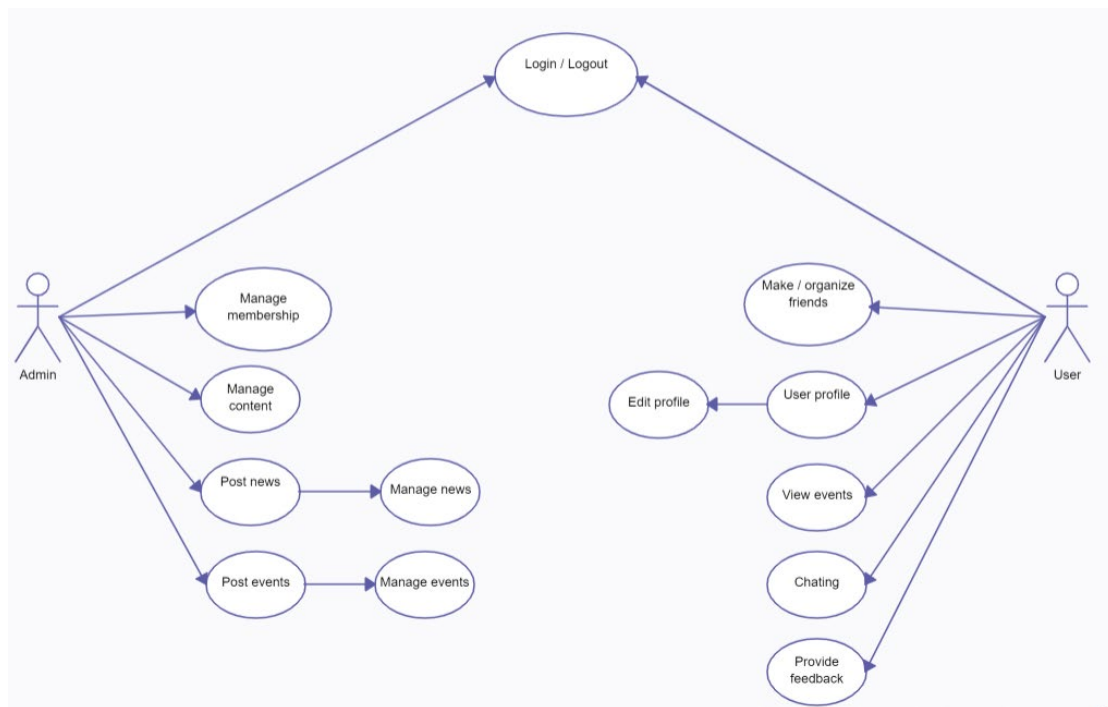 Login / Logout
Manage
membership
Make / organize
friends
Admin
User
Manage
content
Edit profile
User profile
Post news
Manage news
View events
Post events
Manage events
Chating
Provide
feedback